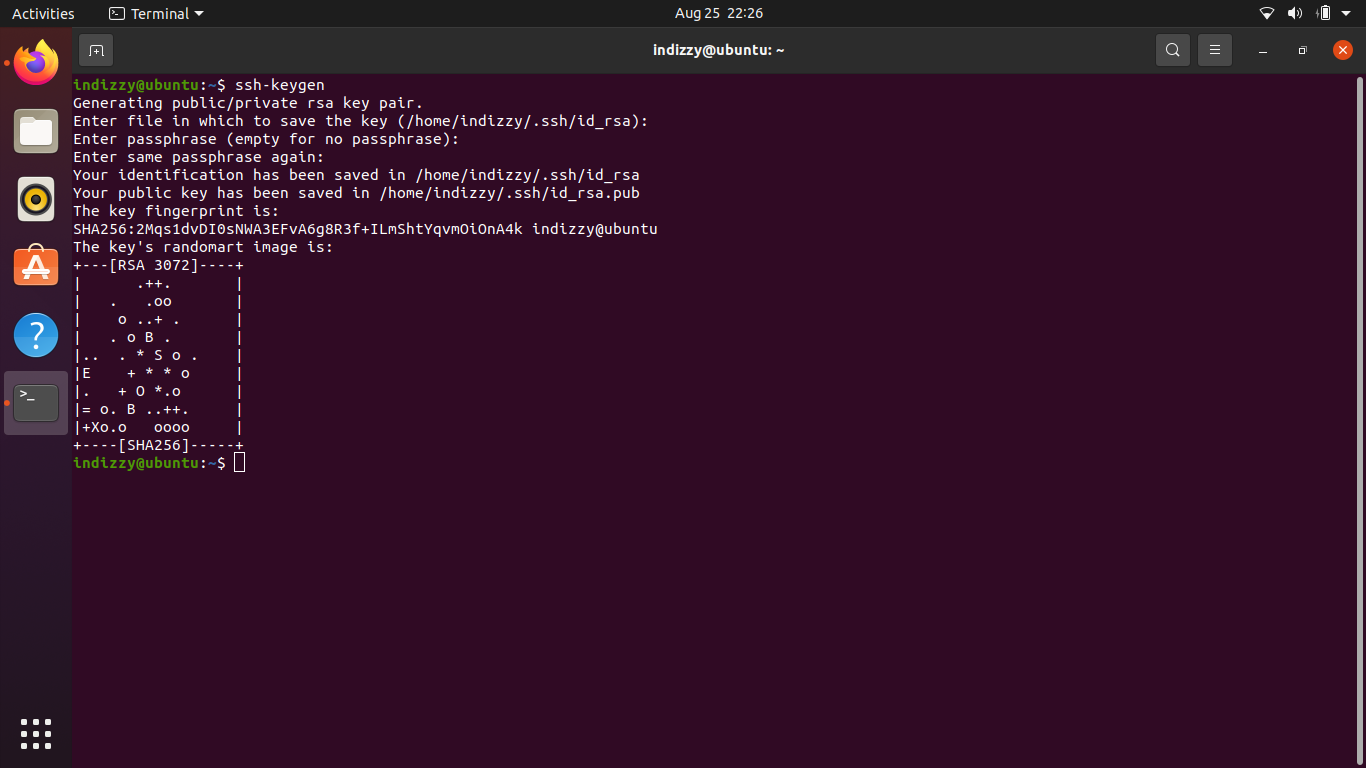 Activities
Terminal
Aug 25 22:26
indizzy@ubuntu: ~
indizzy@ubuntu:~$ ssh-keygen
Generating public/private rsa key pair.
Enter file in which to save the key (/home/indizzy/.ssh/id_rsa):
Enter passphrase (empty for no passphrase):
Enter same passphrase again:
Your identification has been saved in /home/indizzy/.ssh/id_rsa
Your public key has been saved in /home/indizzy/.ssh/id_rsa.pub
The key fingerprint is:
SHA256:2Mqs1dvDI0sNWA3EFvA6g8R3f+ILmShtYqvmOiOnA4k indizzy@ubuntu
The key's randomart image is:
+---[RSA 3072]----+
|      .++.       |
|   .   .oo       |
|    o ..+ .      |
|   . o B .       |
|..  . * S o .    |
|E    + * * o     |
|.   + O *.o      |
|= o. B ..++.     |
|+Xo.o   oooo     |
+----[SHA256]-----+
indizzy@ubuntu:~$